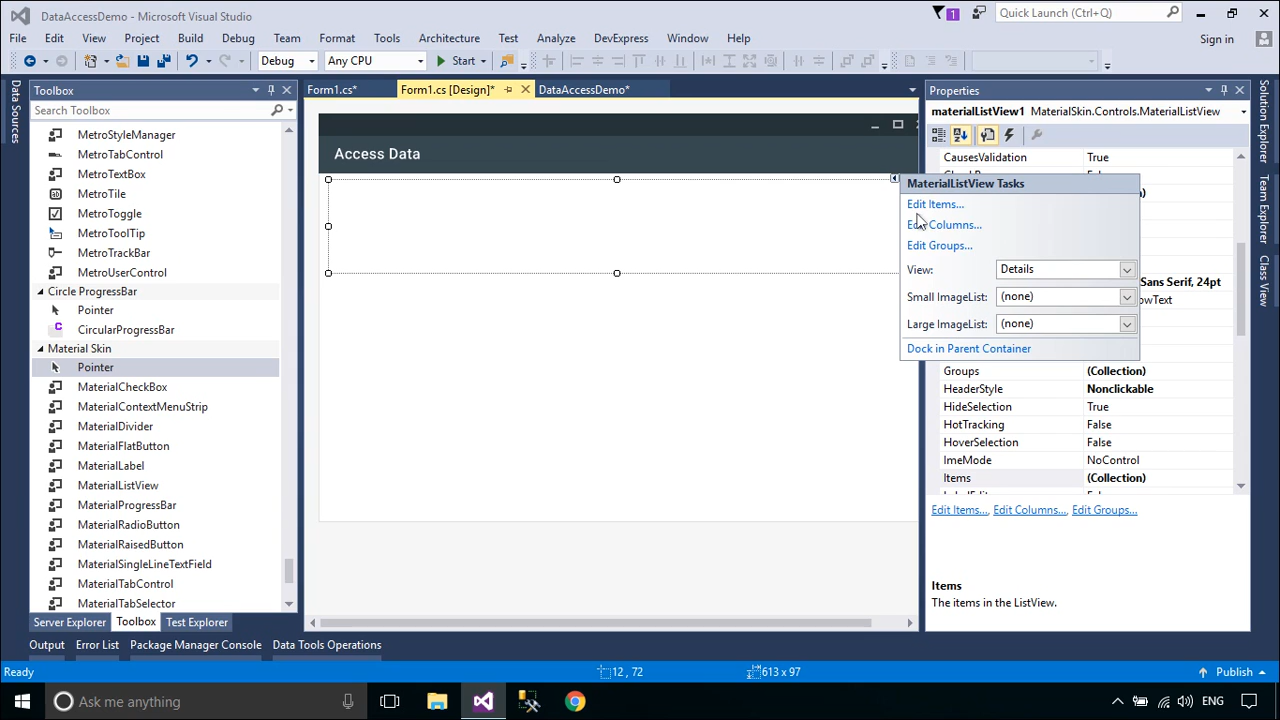 DataAccessDemo - Microsoft Visual Studio
1
Quick Launch (Ctrl+Q)
File Edit View Project Build Debug Team Format Tools Architecture Test Analyze DevExpress Window Help
Sign in
Debug Any CPU Start
Data Sources
Toolbox
Search Toolbox
MetroStyleManager
MetroTabControl
MetroTextBox
MetroTile
MetroToggle
MetroToolTip
MetroTrackBar
MetroUserControl
Circle ProgressBar
Pointer
CircularProgressBar
Material Skin
Pointer
MaterialCheckBox
MaterialContextMenuStrip
MaterialDivider
MaterialFlatButton
MaterialLabel
MaterialListView
MaterialProgressBar
MaterialRadioButton
MaterialRaisedButton
MaterialSingleLineTextField
MaterialTabControl
MaterialTabSelector
Server Explorer Toolbox Test Explorer
Form1.cs* Form1.cs [Design]* DataAccessDemo*
Access Data
MaterialListView Tasks
Edit Items...
Edit Columns...
Edit Groups...
View: Details
Small ImageList: (none)
Large ImageList: (none)
Dock in Parent Container
Properties
materialListView1 MaterialSkin.Controls.MaterialListView
CausesValidation True
Sans Serif, 24pt
owText
Groups (Collection)
HeaderStyle Nonclickable
HideSelection True
HotTracking False
HoverSelection False
ImeMode NoControl
Items (Collection)
Edit Items..., Edit Columns..., Edit Groups...
Items
The items in the ListView.
Solution Explorer
Team Explorer
Class View
Output Error List Package Manager Console Data Tools Operations
Ready 12 , 72 613 x 97 Publish
Ask me anything
ENG